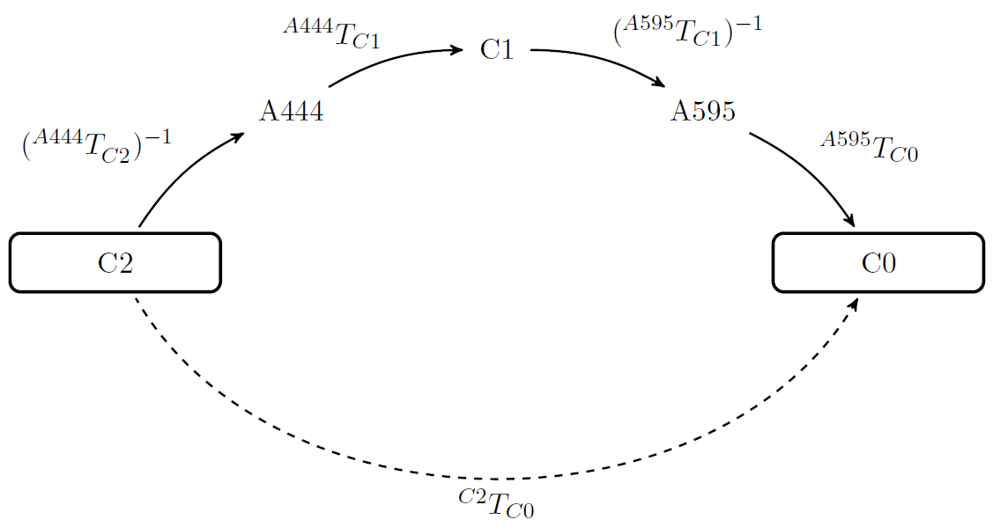 ^{A444}T_{C1}
C1
(^{A595}T_{C1})^{-1}
A444
A595
(^{A444}T_{C2})^{-1}
^{A595}T_{C0}
C2
C0
^{C2}T_{C0}